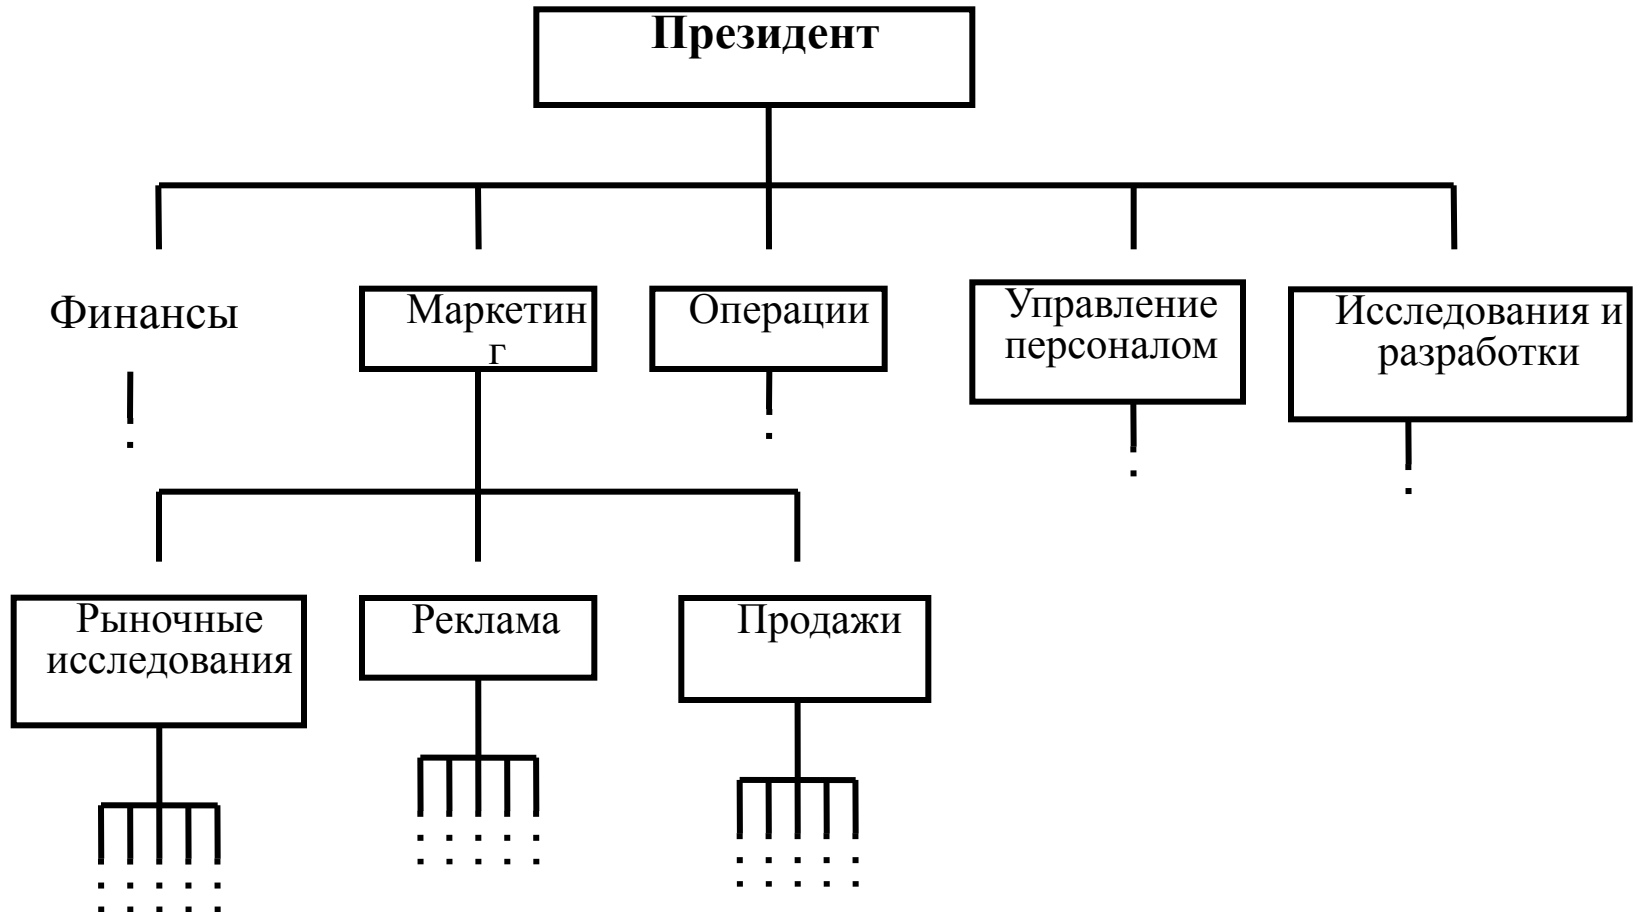 Президент
Финансы
Маркетин
г
Операции
Управление
персоналом
Исследования и
разработки
Рыночные
исследования
Реклама
Продажи